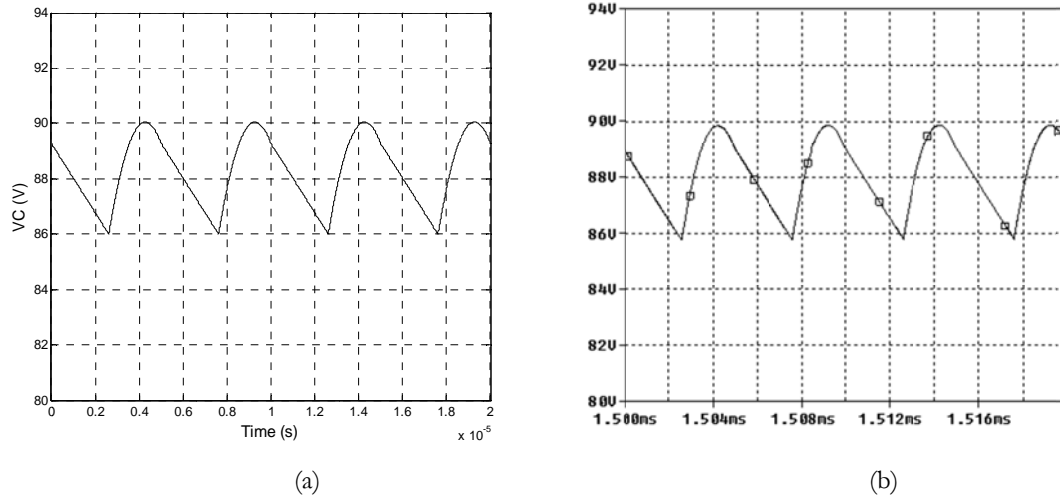 94
92
90
88
86
84
82
80
VC (V)
0 0.2 0.4 0.6 0.8 1 1.2 1.4 1.6 1.8 2
x 10-5
Time (s)
(a)
94V
92V
90V
88V
86V
84V
82V
80V
1.500ms 1.504ms 1.508ms 1.512ms 1.516ms
(b)